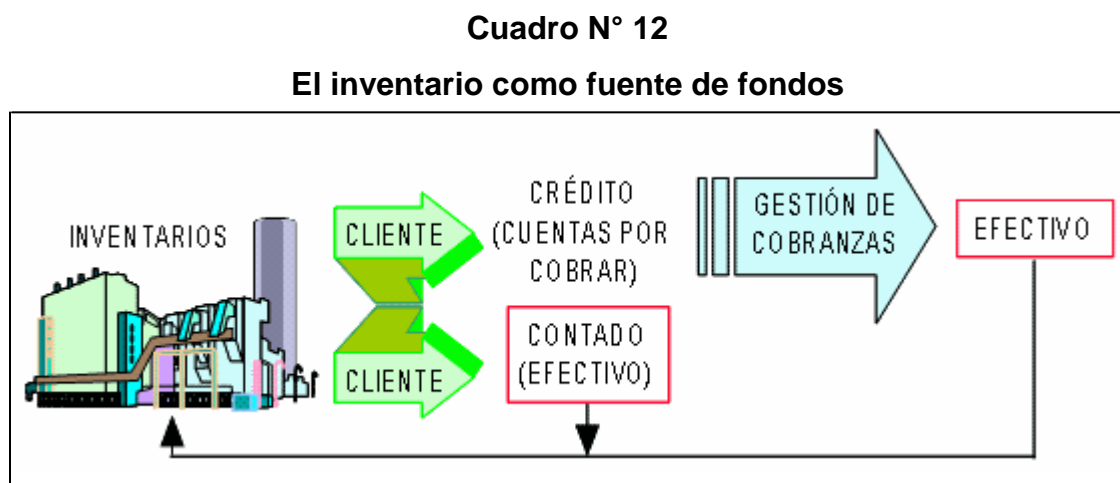 Cuadro N° 12
El inventario como fuente de fondos
INVENTARIOS
CLIENTE
CRÉDITO
(CUENTAS POR
COBRAR)
GESTIÓN DE
COBRANZAS
EFECTIVO
CLIENTE
CONTADO
(EFECTIVO)